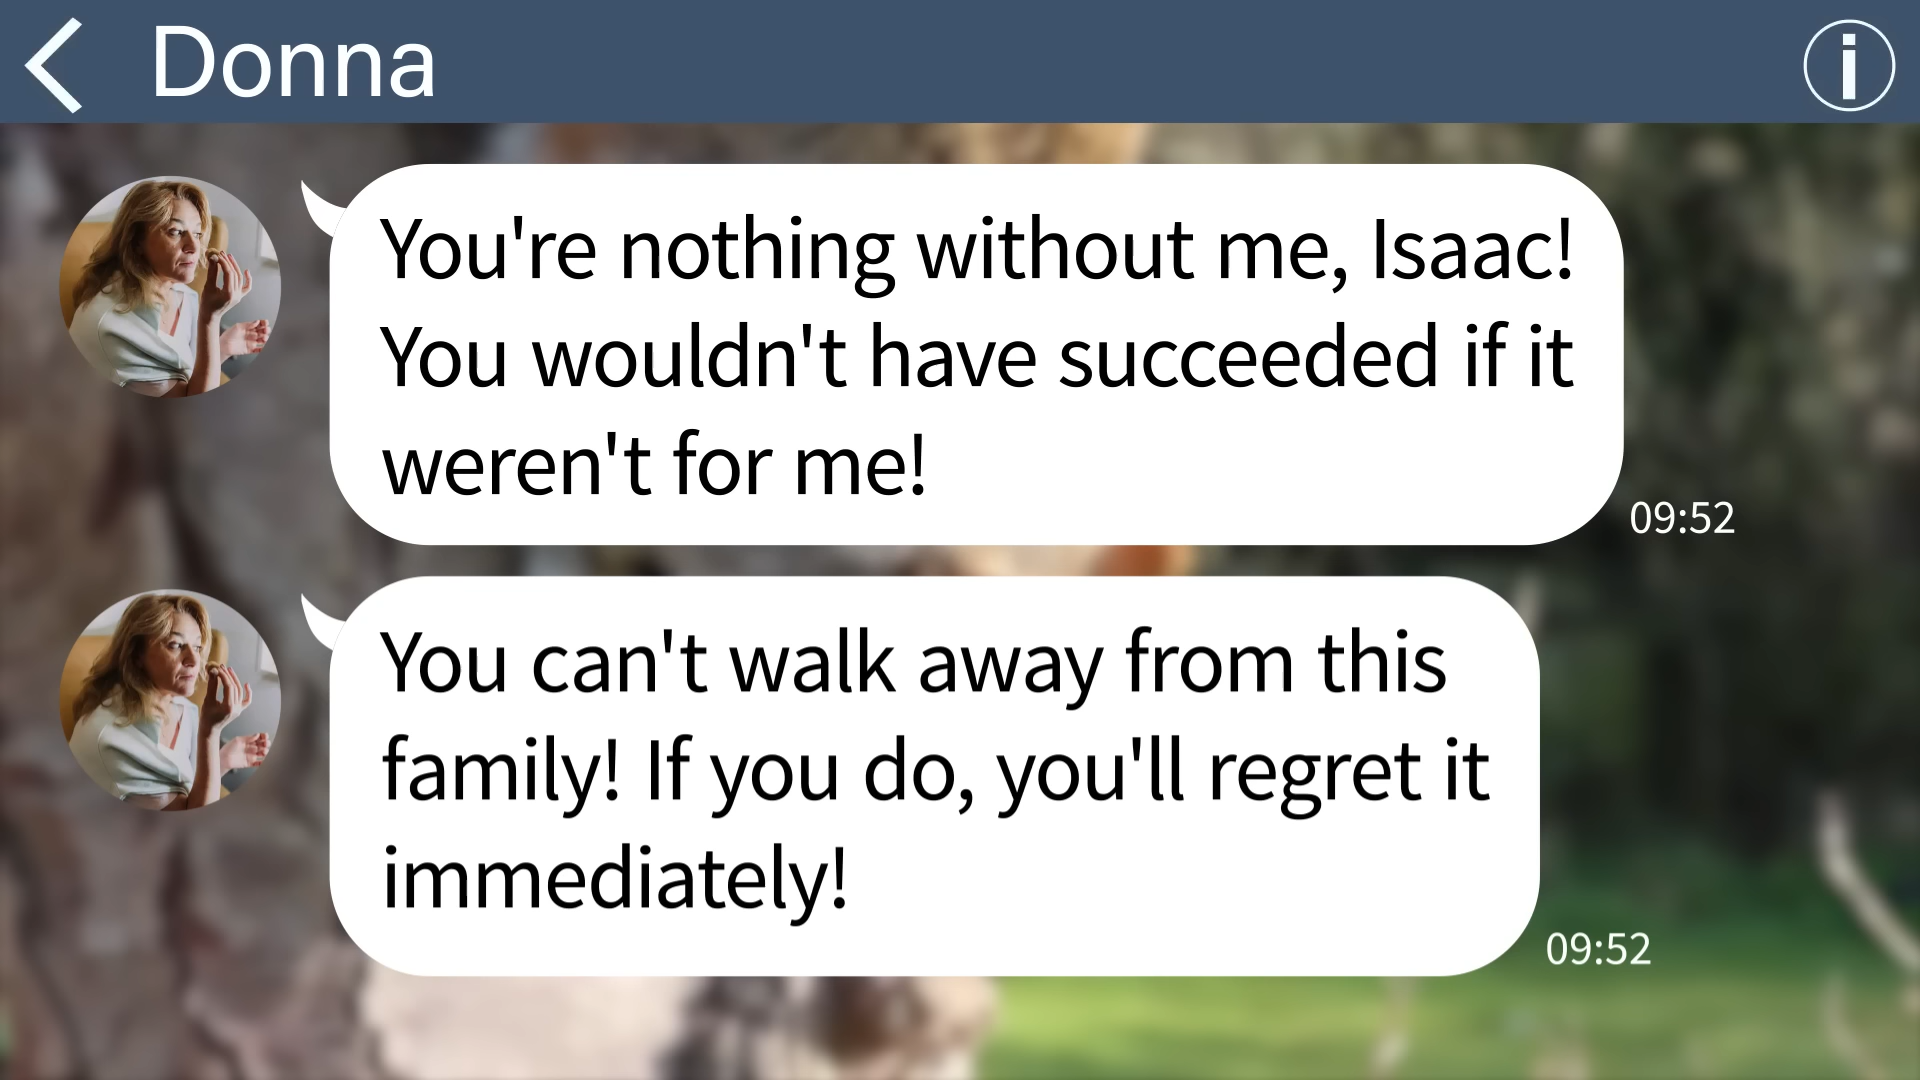 Donna
You're nothing without me, Isaac!
You wouldn't have succeeded if it
weren't for me!
09:52
You can't walk away from this
family! If you do, you'll regret it
immediately!
09:52